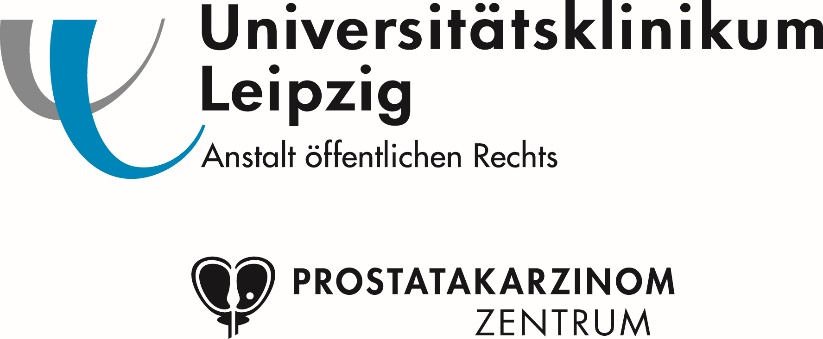 Universitätsklinikum
Leipzig
Anstalt öffentlichen Rechts
PROSTATAKARZINOM
ZENTRUM